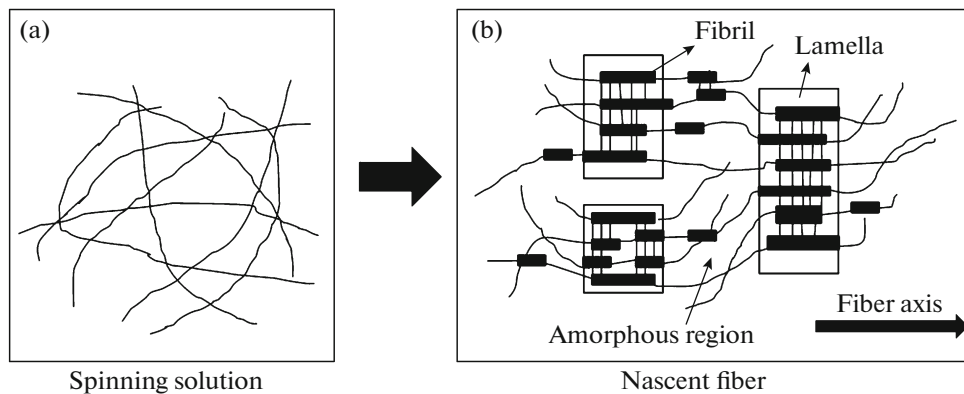 (a)
Spinning solution
(b)
Fibril
Lamella
Amorphous region
Fiber axis
Nascent fiber